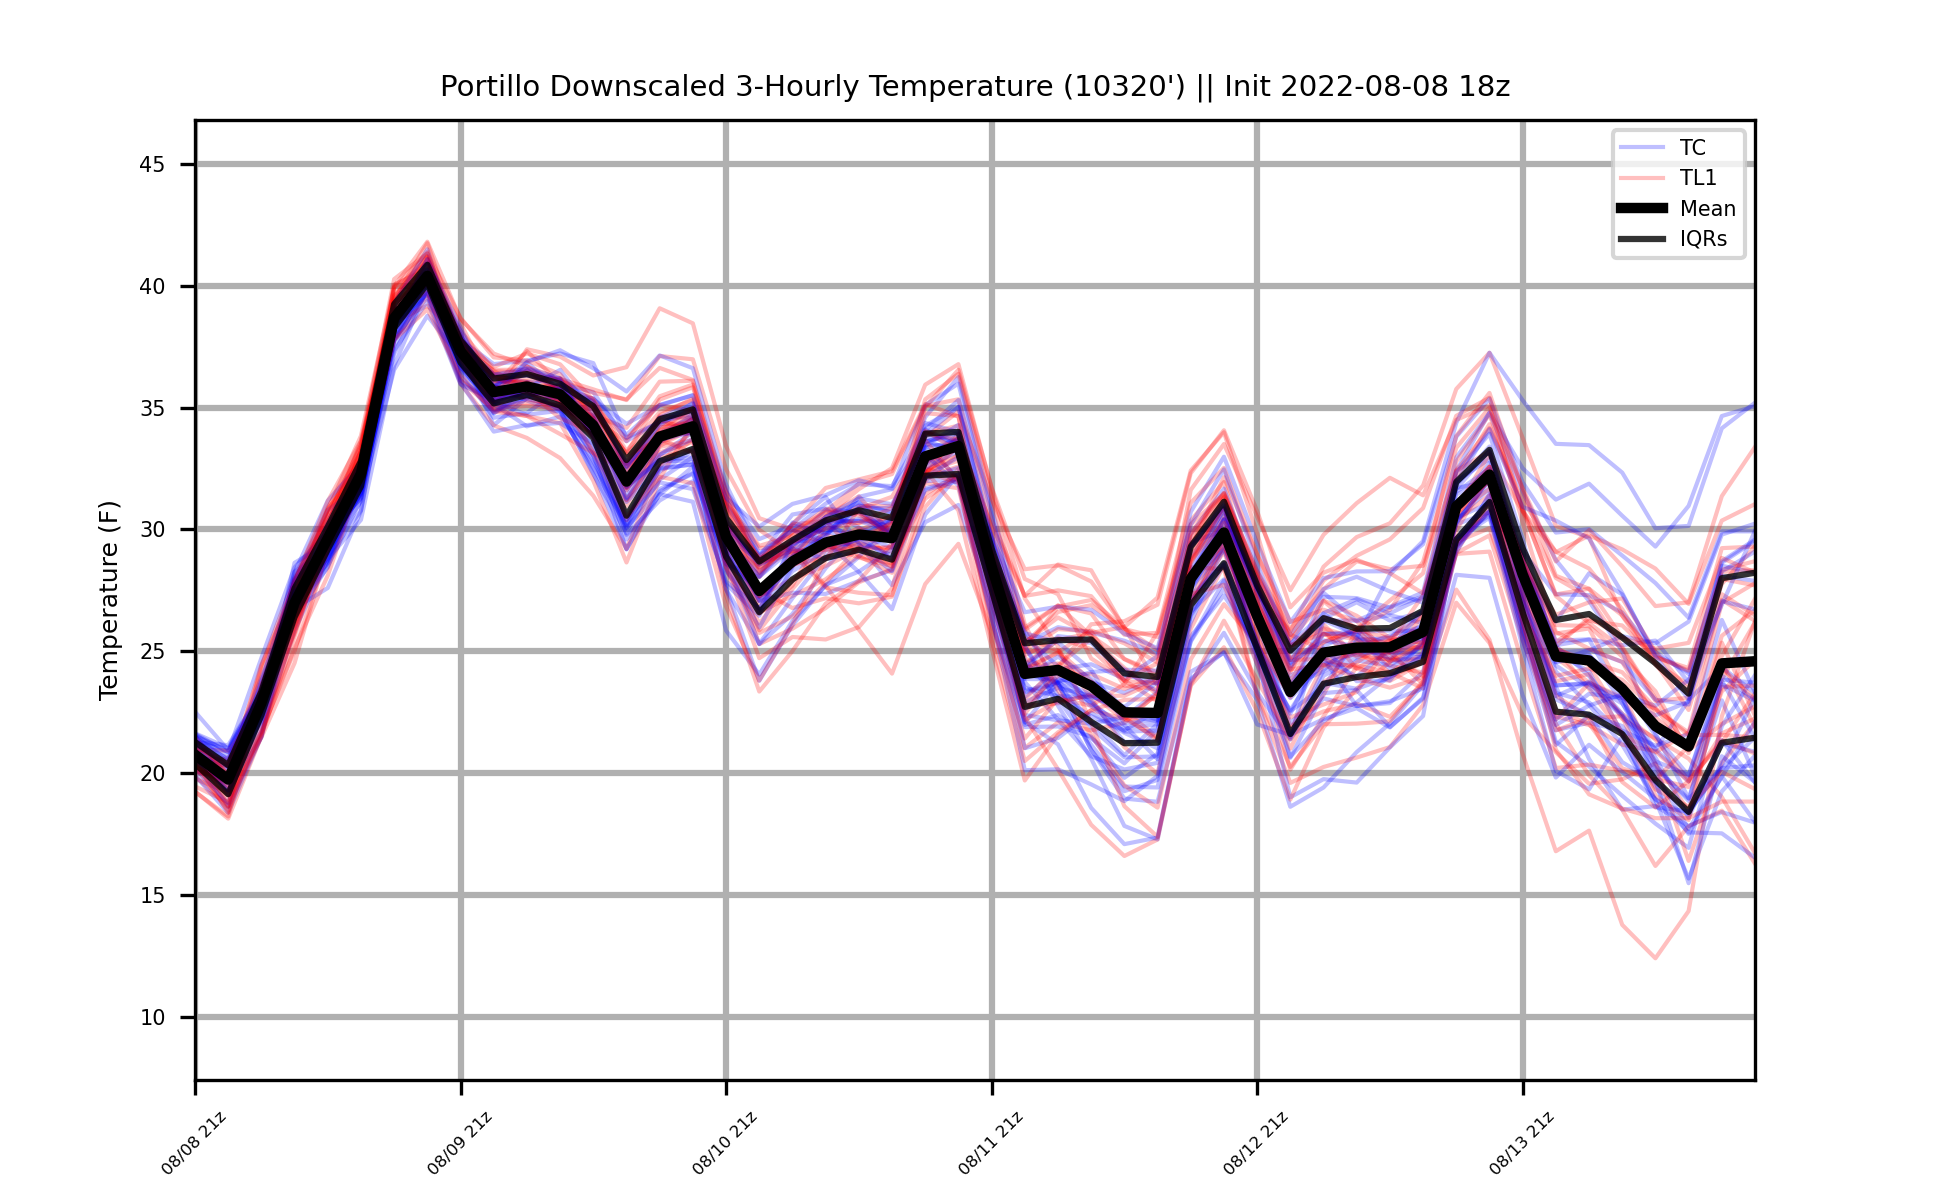 Portillo Downscaled 3-Hourly Temperature (10320') || Init 2022-08-08 18z
TC
TL1
Mean
IQRs
Temperature (F)
45
40
35
30
25
20
15
10
08/08 21z
08/09 21z
08/10 21z
08/11 21z
08/12 21z
08/13 21z